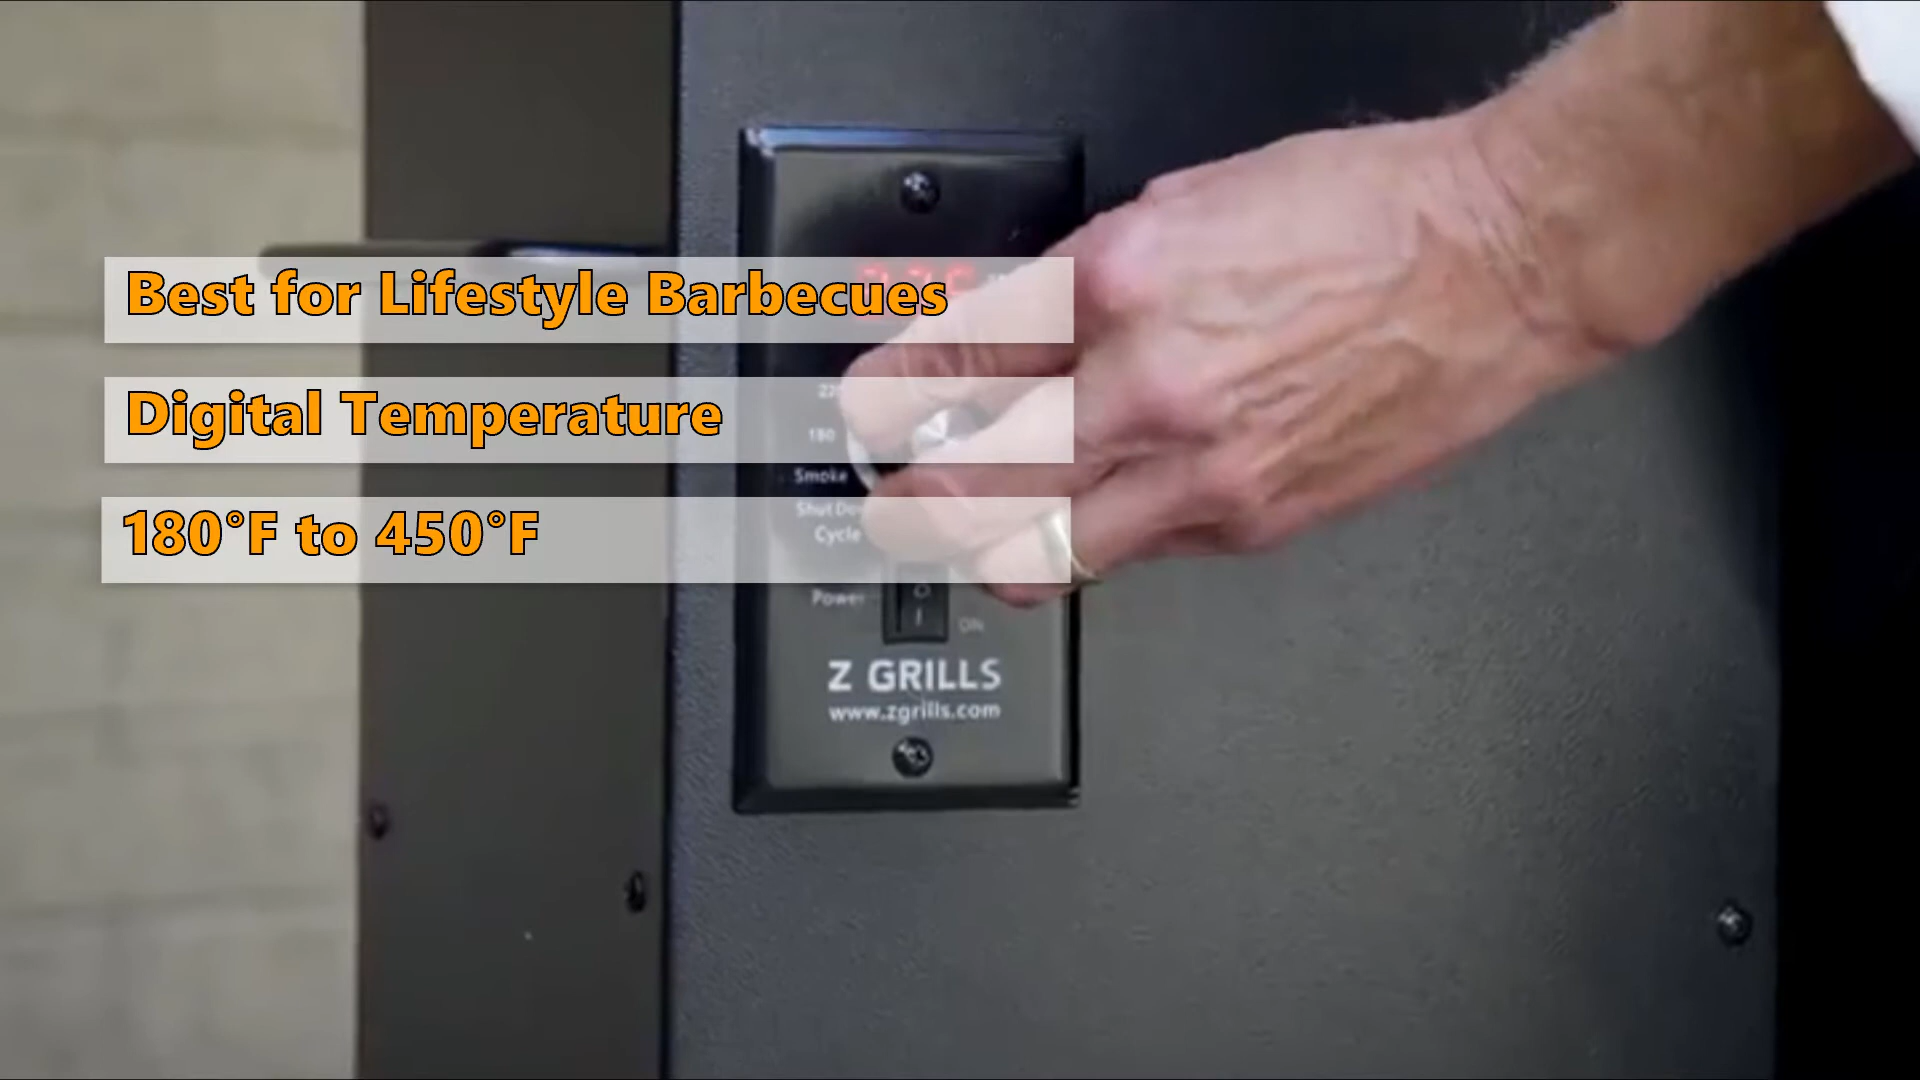 Best for Lifestyle Barbecues
Digital Temperature
180°F to 450°F
180
Smoke
Cycle
Power
ON
Z GRILLS
www.zgrills.com